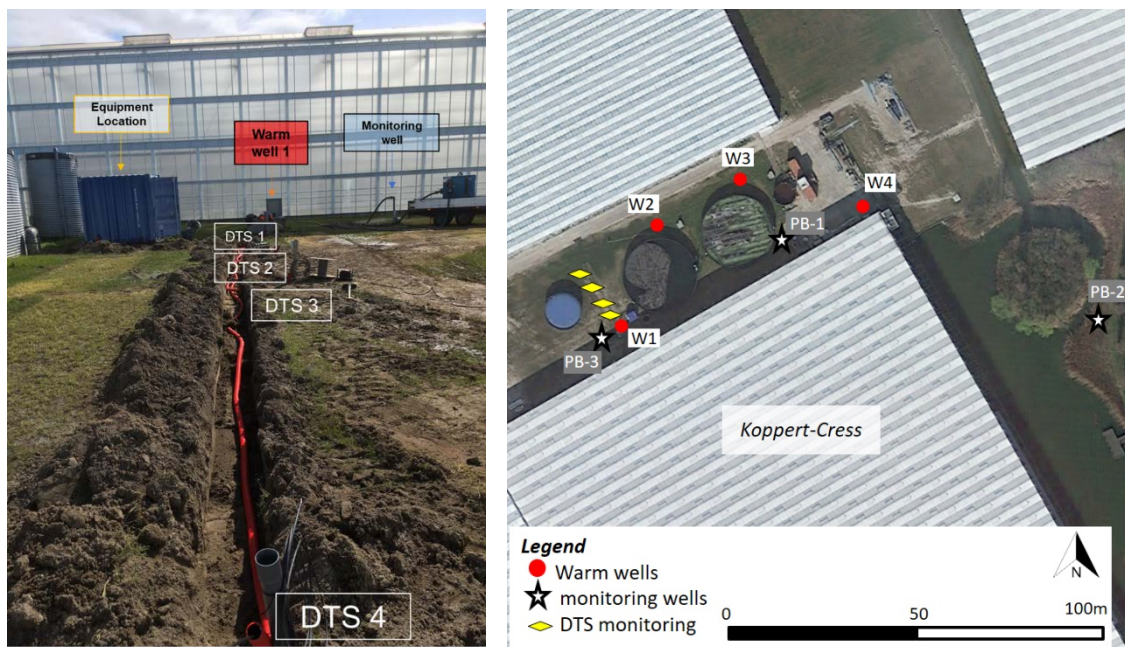 Equipment
Location
Warm
well 1
Monitoring
well
DTS 1
DTS 2
DTS 3
DTS 4
W3
W4
W2
PB-1
PB-2
W1
PB-3
Koppert-Cress
Legend
Warm wells
monitoring wells
DTS monitoring
N
0
50
100m